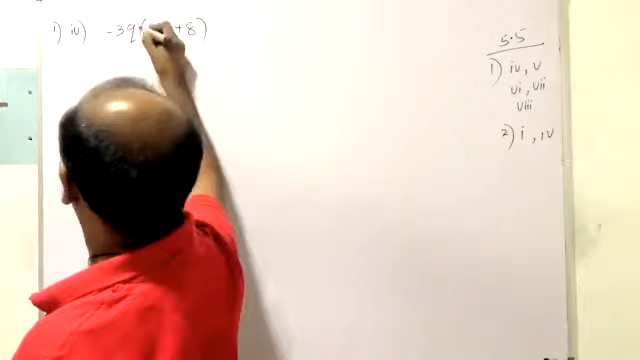 1) iv) -39 ( +8)
5.5
1) iv, v
vi, vii
viii
2) i, iv